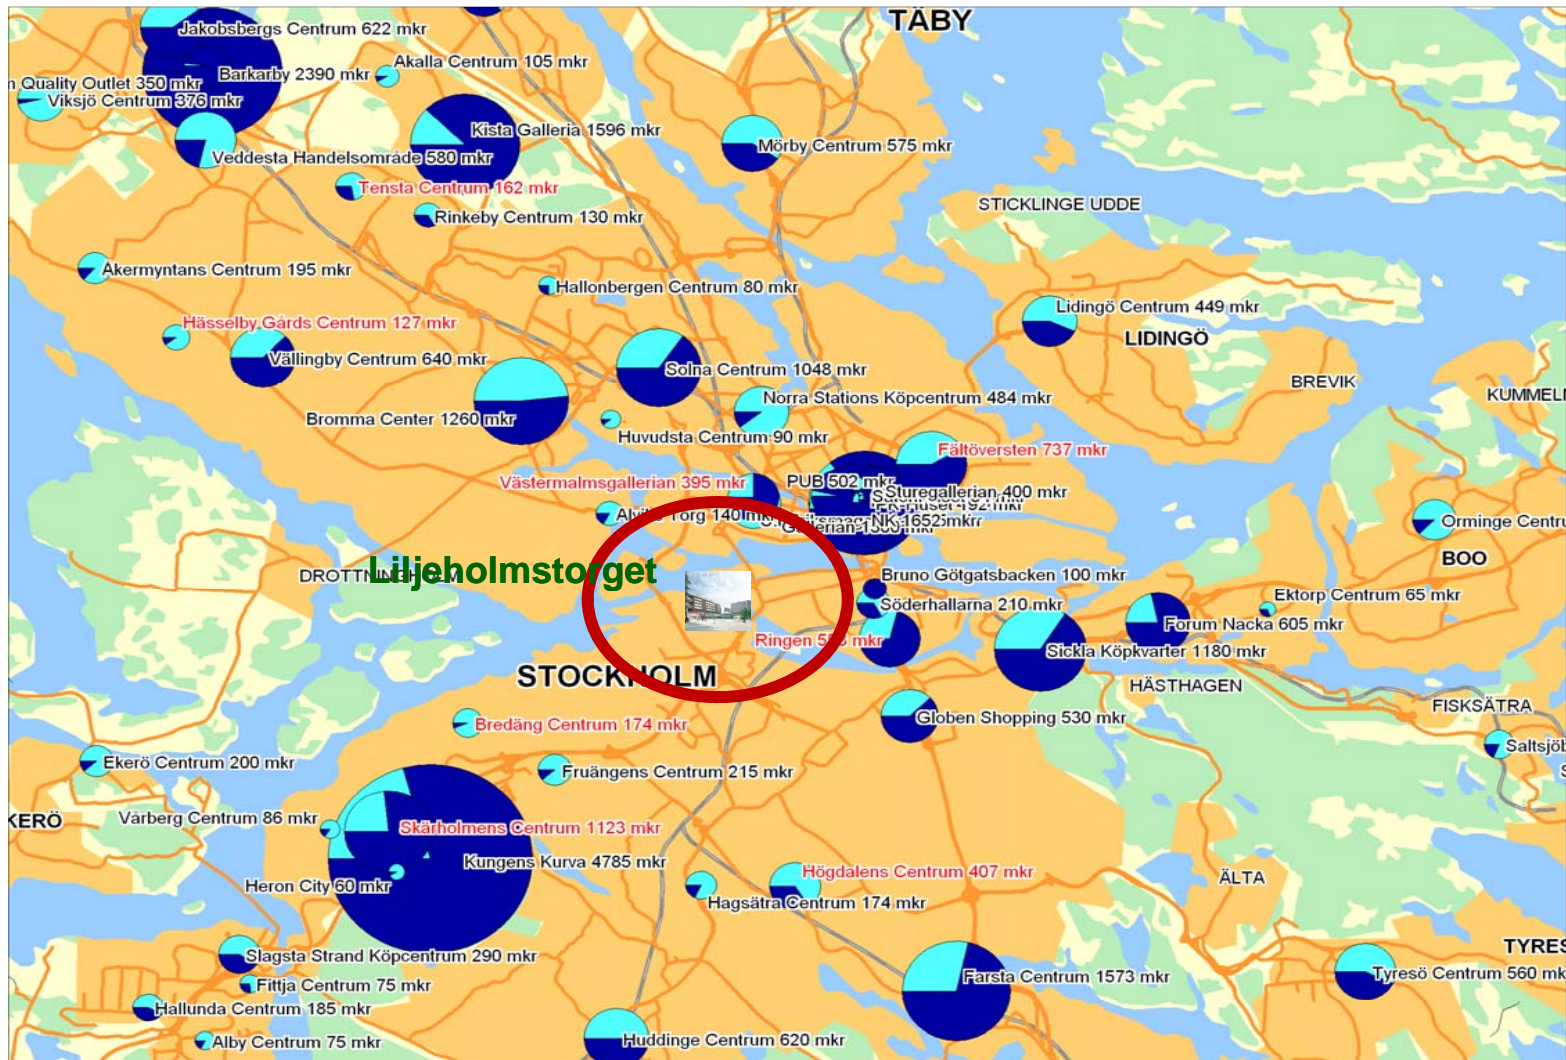 TÄBY
Jakobsbergs Centrum 622 mkr
Akalla Centrum 105 mkr
Barkarby 2390 mkr
Quality Outlet 350 mkr
Viksjö Centrum 376 mkr
Kista Galleria 1596 mkr
Mörby Centrum 575 mkr
Veddesta Handelsområde 580 mkr
Tensta Centrum 162 mkr
STICKLINGE UDDE
Rinkeby Centrum 130 mkr
Åkermyntans Centrum 195 mkr
Hallonbergen Centrum 80 mkr
Lidingö Centrum 449 mkr
Hässelby Gårds Centrum 127 mkr
LIDINGÖ
Vällingby Centrum 640 mkr
Solna Centrum 1048 mkr
BREVIK
Norra Stations Köpcentrum 484 mkr
Bromma Center 1260 mkr
Huvudsta Centrum 90 mkr
Fältöversten 737 mkr
Västermalmsgallerian 395 mkr
PUB 502 mkr
Sturegallerian 400 mkr
Alviks Torg 140 mkr
NK 1652 mkr
BOO
Liljeholmstorget
Bruno Götgatsbacken 100 mkr
Ektorp Centrum 65 mkr
Söderhallarna 210 mkr
Forum Nacka 605 mkr
Ringen
mkr
Sickla Köpkvarter 1180 mkr
STOCKHOLM
HÄSTHAGEN
FISKSÄTRA
Globen Shopping 530 mkr
Bredäng Centrum 174 mkr
Ekerö Centrum 200 mkr
Fruängens Centrum 215 mkr
Vårberg Centrum 86 mkr
Skärholmens Centrum 1123 mkr
Kungens Kurva 4785 mkr
Heron City 60 mkr
Högdalens Centrum 407 mkr
ÄLTA
Hagsätra Centrum 174 mkr
Slagsta Strand Köpcentrum 290 mkr
Farsta Centrum 1573 mkr
Tyresö Centrum 560
Fittja Centrum 75 mkr
Hallunda Centrum 185 mkr
Alby Centrum 75 mkr
Huddinge Centrum 620 mkr